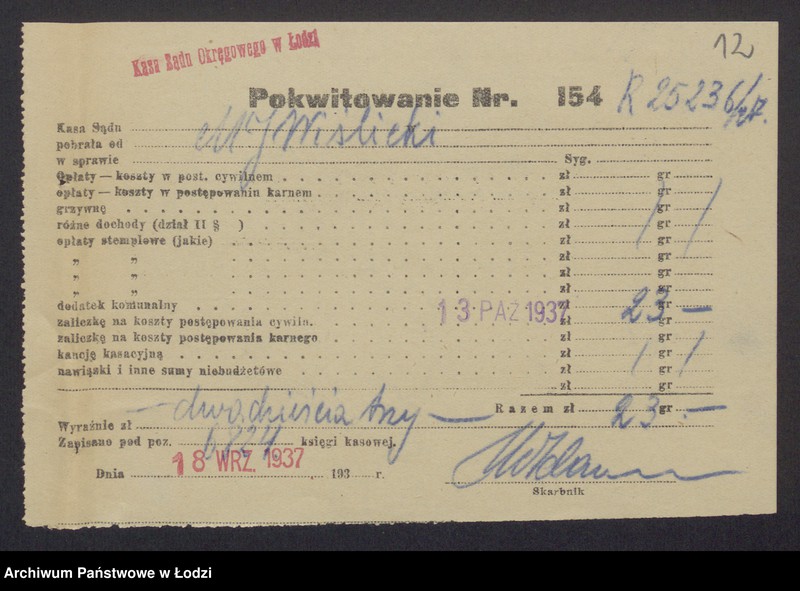 12
Kasa Sądu Okręgowego w Łodzi
Pokwitowanie Nr. 154
Kasa Sądu
pobrała od M J Wiślicki
w sprawie Syg.
Opłaty — koszty w post. cywilnem zł gr
opłaty — koszty w postępowaniu karnem zł gr
grzywnę zł gr
różne dochody (dział II § ) zł gr
opłaty stemplowe (jakie) zł gr
„ „ zł gr
„ „ zł gr
„ „ zł gr
dodatek komunalny zł 23 — gr
zaliczkę na koszty postępowania cywiln. 13 PAŹ 1937 zł gr
zaliczkę na koszty postępowania karnego zł gr
kaucję kasacyjną zł gr
nawiązki i inne sumy niebudżetowe zł gr
zł gr
Razem zł 23 gr —
Wyraźnie zł — dwadzieścia trzy —
Zapisano pod poz. księgi kasowej.
Dnia 18 WRZ. 1937 193 r.
Skarbnik
Archiwum Państwowe w Łodzi